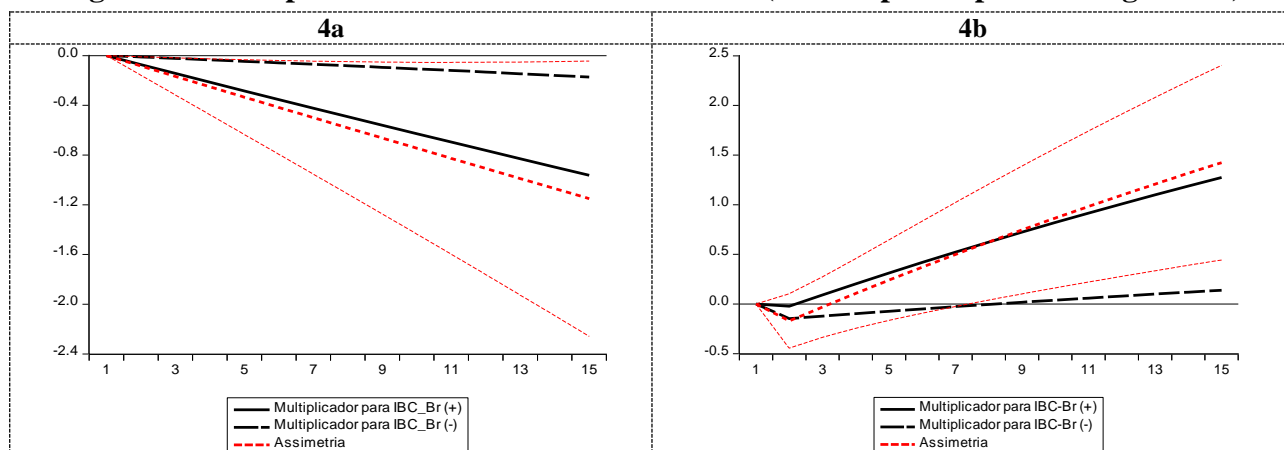 4a
4b
0.0
-0.4
-0.8
-1.2
-1.6
-2.0
-2.4
1 3 5 7 9 11 13 15
Multiplicador para IBC_Br (+)
Multiplicador para IBC_Br (-)
Assimetria
2.5
2.0
1.5
1.0
0.5
0.0
-0.5
1 3 5 7 9 11 13 15
Multiplicador para IBC-Br (+)
Multiplicador para IBC-Br (-)
Assimetria